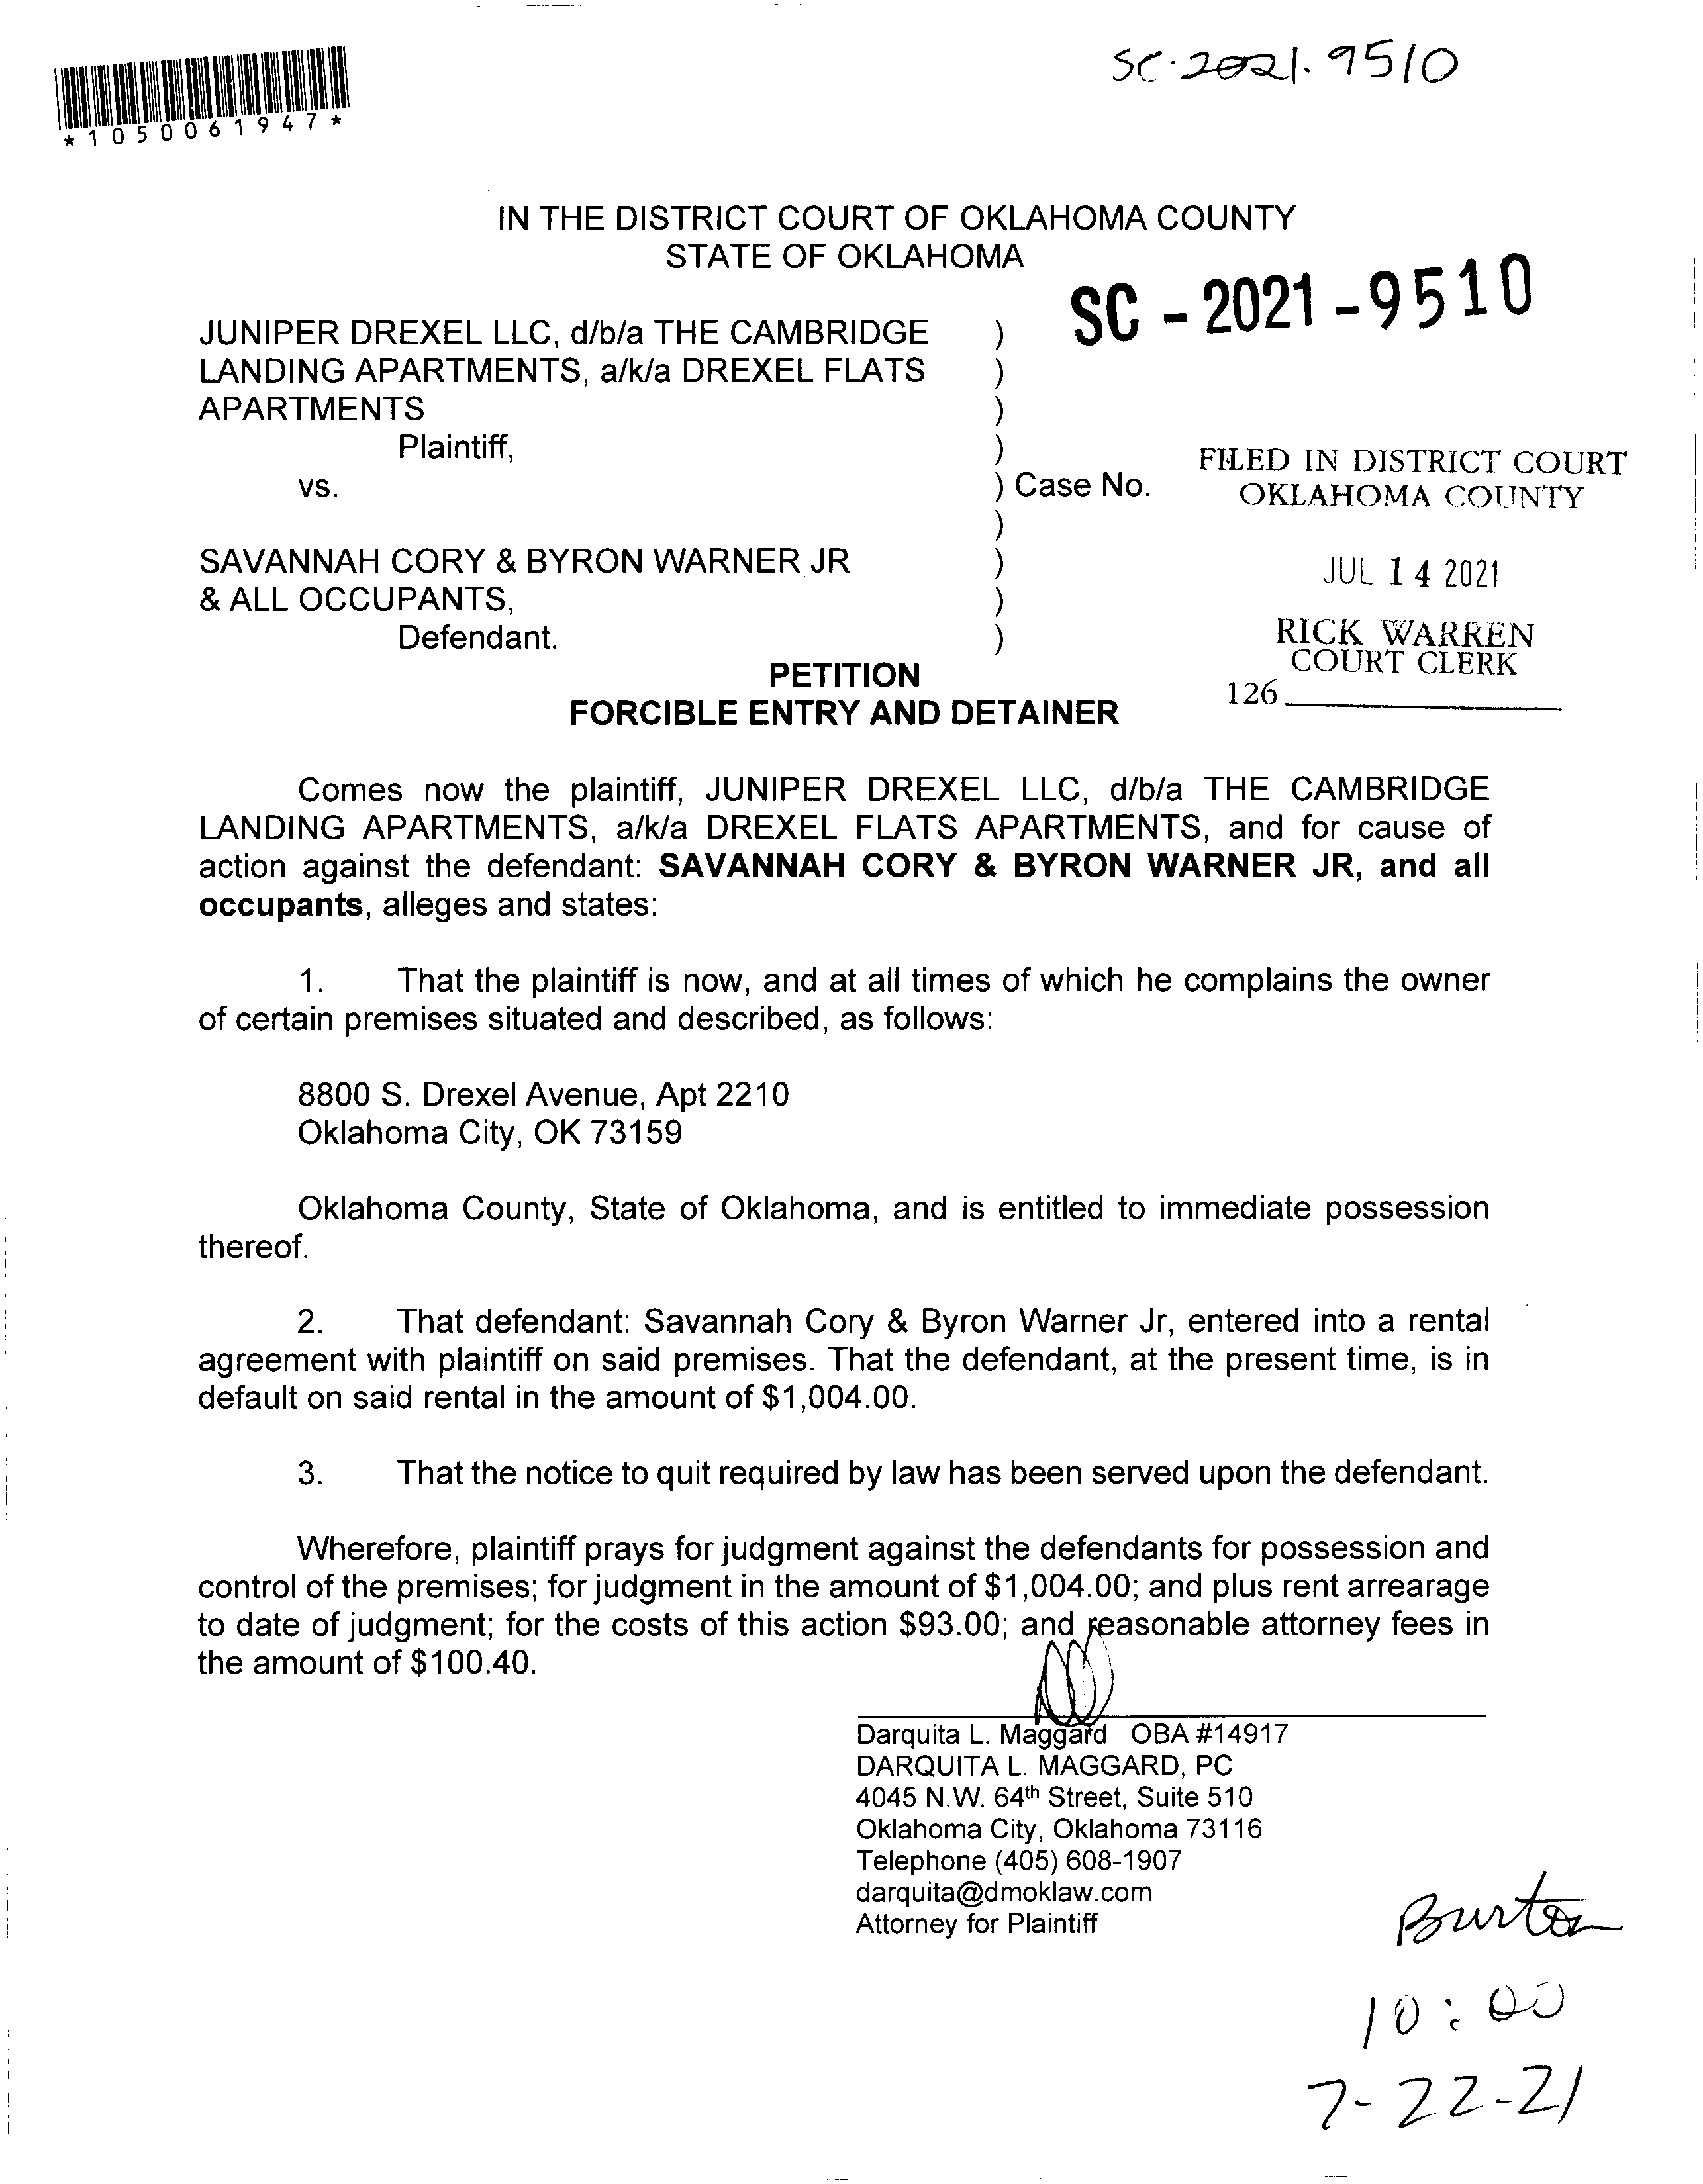 SC-2021-9510
*1050061947*
IN THE DISTRICT COURT OF OKLAHOMA COUNTY
STATE OF OKLAHOMA
SC - 2021 - 9510
JUNIPER DREXEL LLC, d/b/a THE CAMBRIDGE )
LANDING APARTMENTS, a/k/a DREXEL FLATS )
APARTMENTS )
Plaintiff, )
vs. ) Case No.
)
SAVANNAH CORY & BYRON WARNER JR )
& ALL OCCUPANTS, )
Defendant. )
FILED IN DISTRICT COURT
OKLAHOMA COUNTY
JUL 14 2021
RICK WARREN
COURT CLERK
126
PETITION
FORCIBLE ENTRY AND DETAINER
Comes now the plaintiff, JUNIPER DREXEL LLC, d/b/a THE CAMBRIDGE
LANDING APARTMENTS, a/k/a DREXEL FLATS APARTMENTS, and for cause of
action against the defendant: SAVANNAH CORY & BYRON WARNER JR, and all
occupants, alleges and states:
1. That the plaintiff is now, and at all times of which he complains the owner
of certain premises situated and described, as follows:
8800 S. Drexel Avenue, Apt 2210
Oklahoma City, OK 73159
Oklahoma County, State of Oklahoma, and is entitled to immediate possession
thereof.
2. That defendant: Savannah Cory & Byron Warner Jr, entered into a rental
agreement with plaintiff on said premises. That the defendant, at the present time, is in
default on said rental in the amount of $1,004.00.
3. That the notice to quit required by law has been served upon the defendant.
Wherefore, plaintiff prays for judgment against the defendants for possession and
control of the premises; for judgment in the amount of $1,004.00; and plus rent arrearage
to date of judgment; for the costs of this action $93.00; and reasonable attorney fees in
the amount of $100.40.
Darquita L. Maggard OBA #14917
DARQUITA L. MAGGARD, PC
4045 N.W. 64th Street, Suite 510
Oklahoma City, Oklahoma 73116
Telephone (405) 608-1907
darquita@dmoklaw.com
Attorney for Plaintiff
Burton
10:00
7-22-21